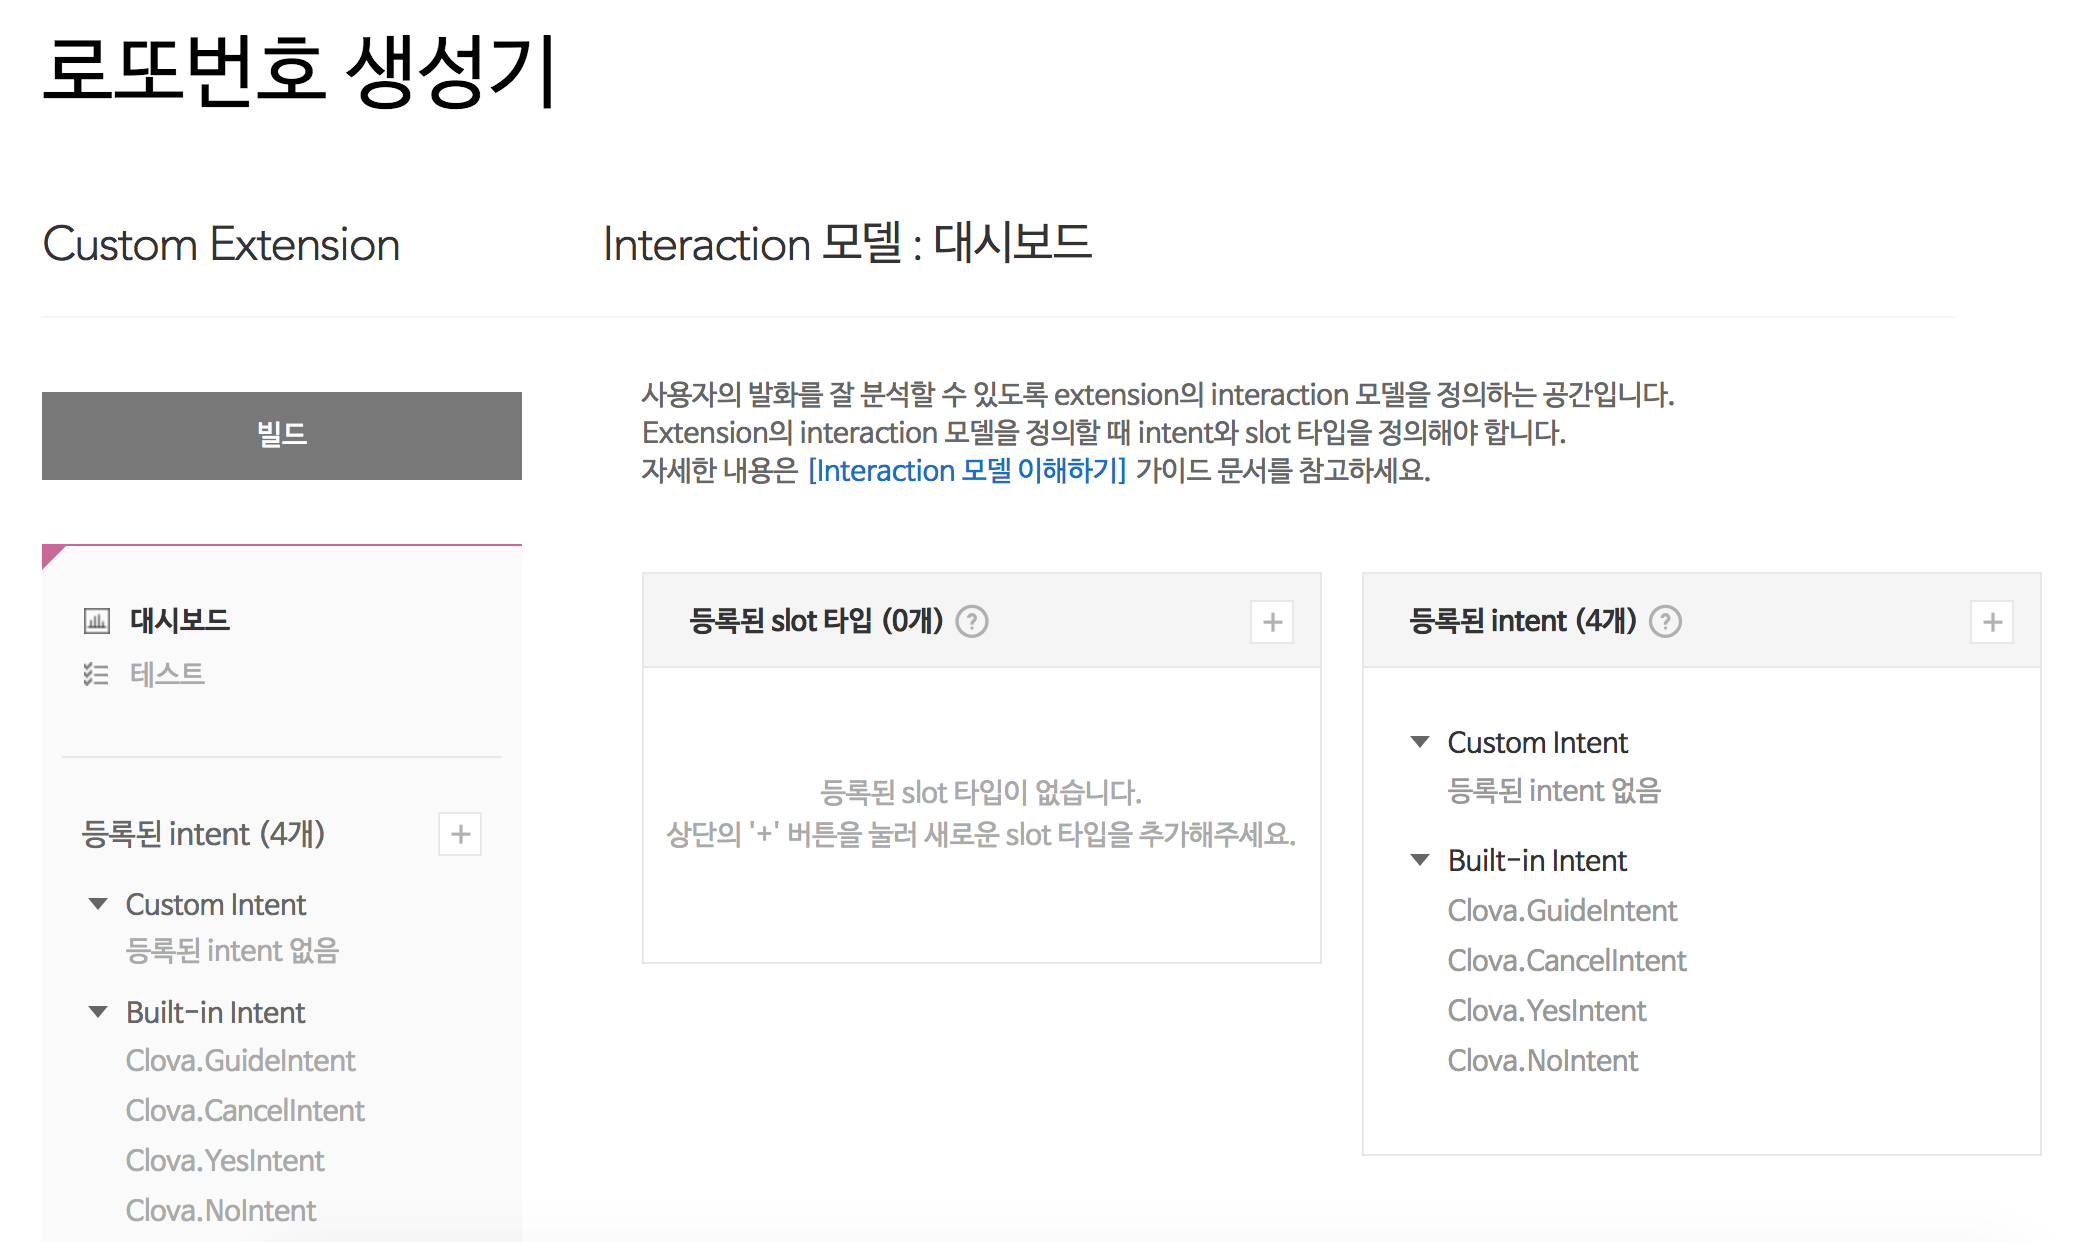 로또번호 생성기
Custom Extension
Interaction 모델 : 대시보드
빌드
사용자의 발화를 잘 분석할 수 있도록 extension의 interaction 모델을 정의하는 공간입니다.
Extension의 interaction 모델을 정의할 때 intent와 slot 타입을 정의해야 합니다.
자세한 내용은 [Interaction 모델 이해하기] 가이드 문서를 참고하세요.
대시보드
테스트
등록된 intent (4개) +
Custom Intent
등록된 intent 없음
Built-in Intent
Clova.GuideIntent
Clova.CancelIntent
Clova.YesIntent
Clova.NoIntent
등록된 slot 타입 (0개) ? +
등록된 slot 타입이 없습니다.
상단의 '+' 버튼을 눌러 새로운 slot 타입을 추가해주세요.
등록된 intent (4개) ? +
Custom Intent
등록된 intent 없음
Built-in Intent
Clova.GuideIntent
Clova.CancelIntent
Clova.YesIntent
Clova.NoIntent